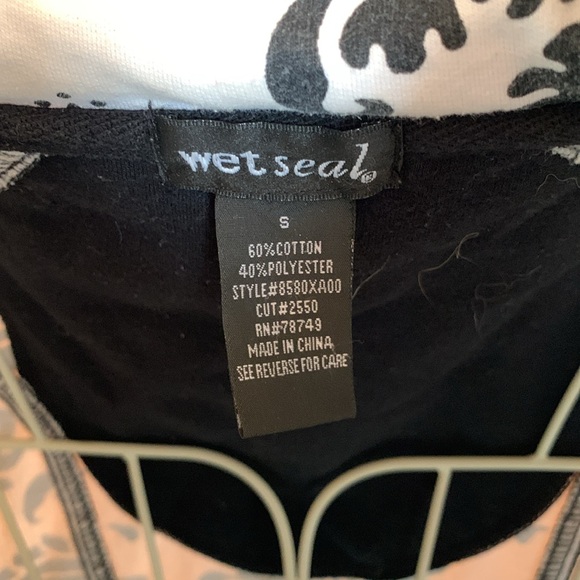 wet seal®
S
60%COTTON
40%POLYESTER
STYLE#8580XA00
CUT#2550
RN#78749
MADE IN CHINA
SEE REVERSE FOR CARE